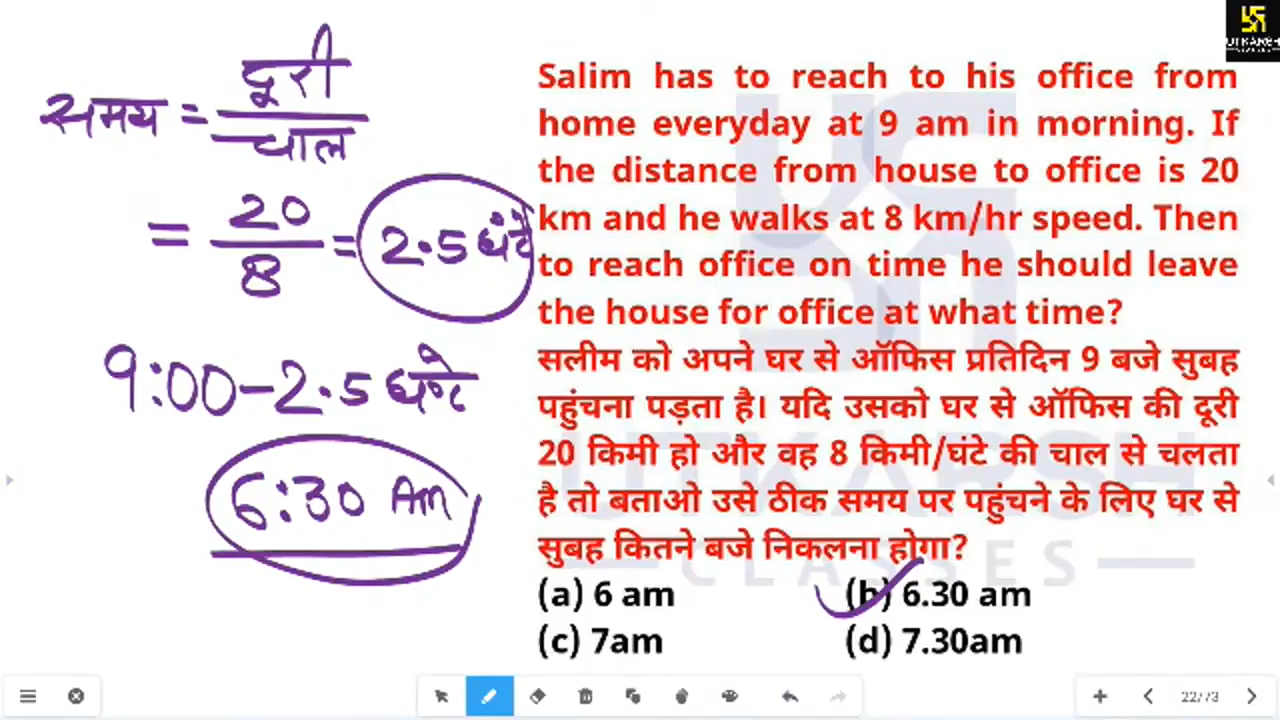 समय = दूरी / चाल
= 20 / 8 = 2.5 घंटे
9:00 - 2.5 घण्टे
6:30 Am
UTKARSH
CLASSES
Salim has to reach to his office from
home everyday at 9 am in morning. If
the distance from house to office is 20
km and he walks at 8 km/hr speed. Then
to reach office on time he should leave
the house for office at what time?
सलीम को अपने घर से ऑफिस प्रतिदिन 9 बजे सुबह
पहुंचना पड़ता है। यदि उसको घर से ऑफिस की दूरी
20 किमी हो और वह 8 किमी/घंटे की चाल से चलता
है तो बताओ उसे ठीक समय पर पहुंचने के लिए घर से
सुबह कितने बजे निकलना होगा?
(a) 6 am (b) 6.30 am
(c) 7am (d) 7.30am
UTKARSH
CLASSES
22/73